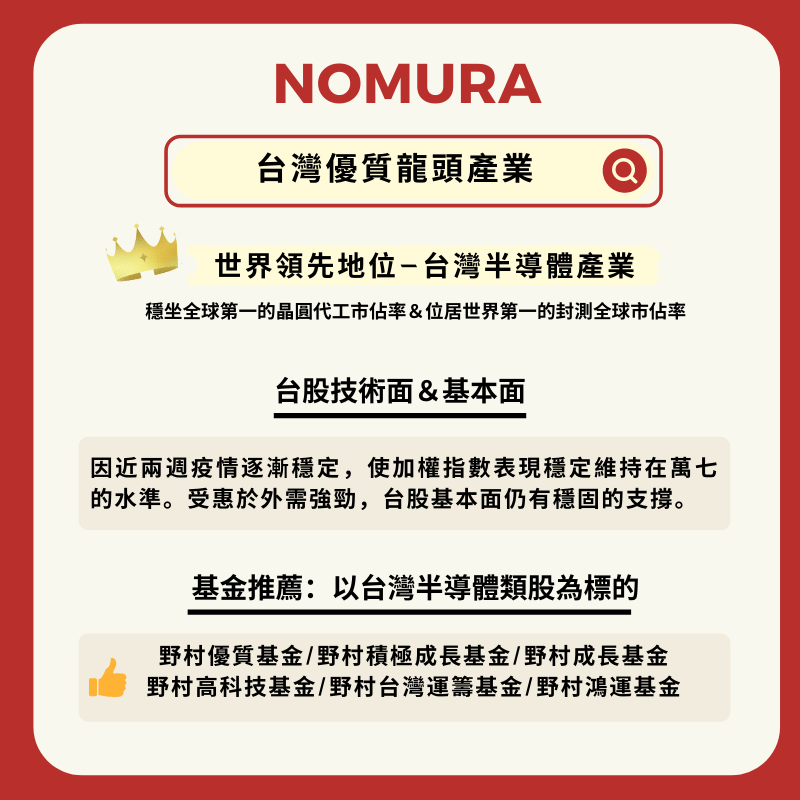 NOMURA
台灣優質龍頭產業
世界領先地位–台灣半導體產業
穩坐全球第一的晶圓代工市佔率&位居世界第一的封測全球市佔率
台股技術面&基本面
因近兩週疫情逐漸穩定，使加權指數表現穩定維持在萬七
的水準。受惠於外需強勁，台股基本面仍有穩固的支撐。
基金推薦：以台灣半導體類股為標的
野村優質基金/野村積極成長基金/野村成長基金
野村高科技基金/野村台灣運籌基金/野村鴻運基金